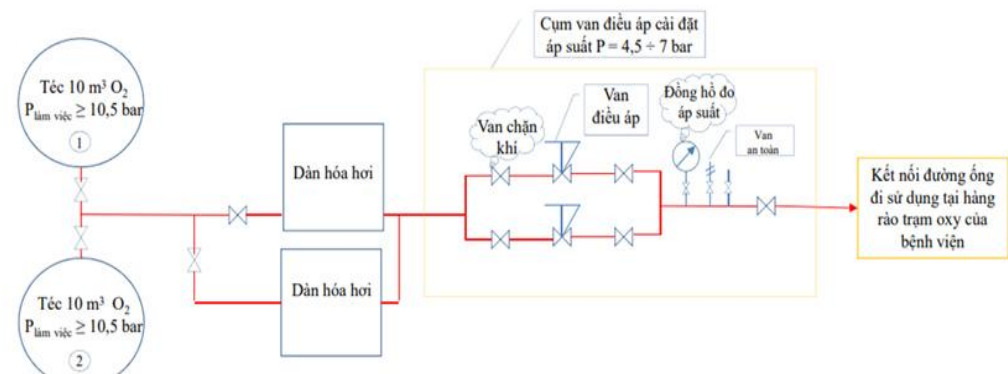 Cụm van điều áp cài đặt
áp suất P = 4,5 ÷ 7 bar
Téc 10 m³ O₂
Plàm việc ≥ 10,5 bar
1
Dàn hóa hơi
Van chặn
khí
Van
điều áp
Đồng hồ đo
áp suất
Van
an toàn
Kết nối đường ống
đi sử dụng tại hàng
rào trạm oxy của
bệnh viện
Dàn hóa hơi
Téc 10 m³ O₂
Plàm việc ≥ 10,5 bar
2